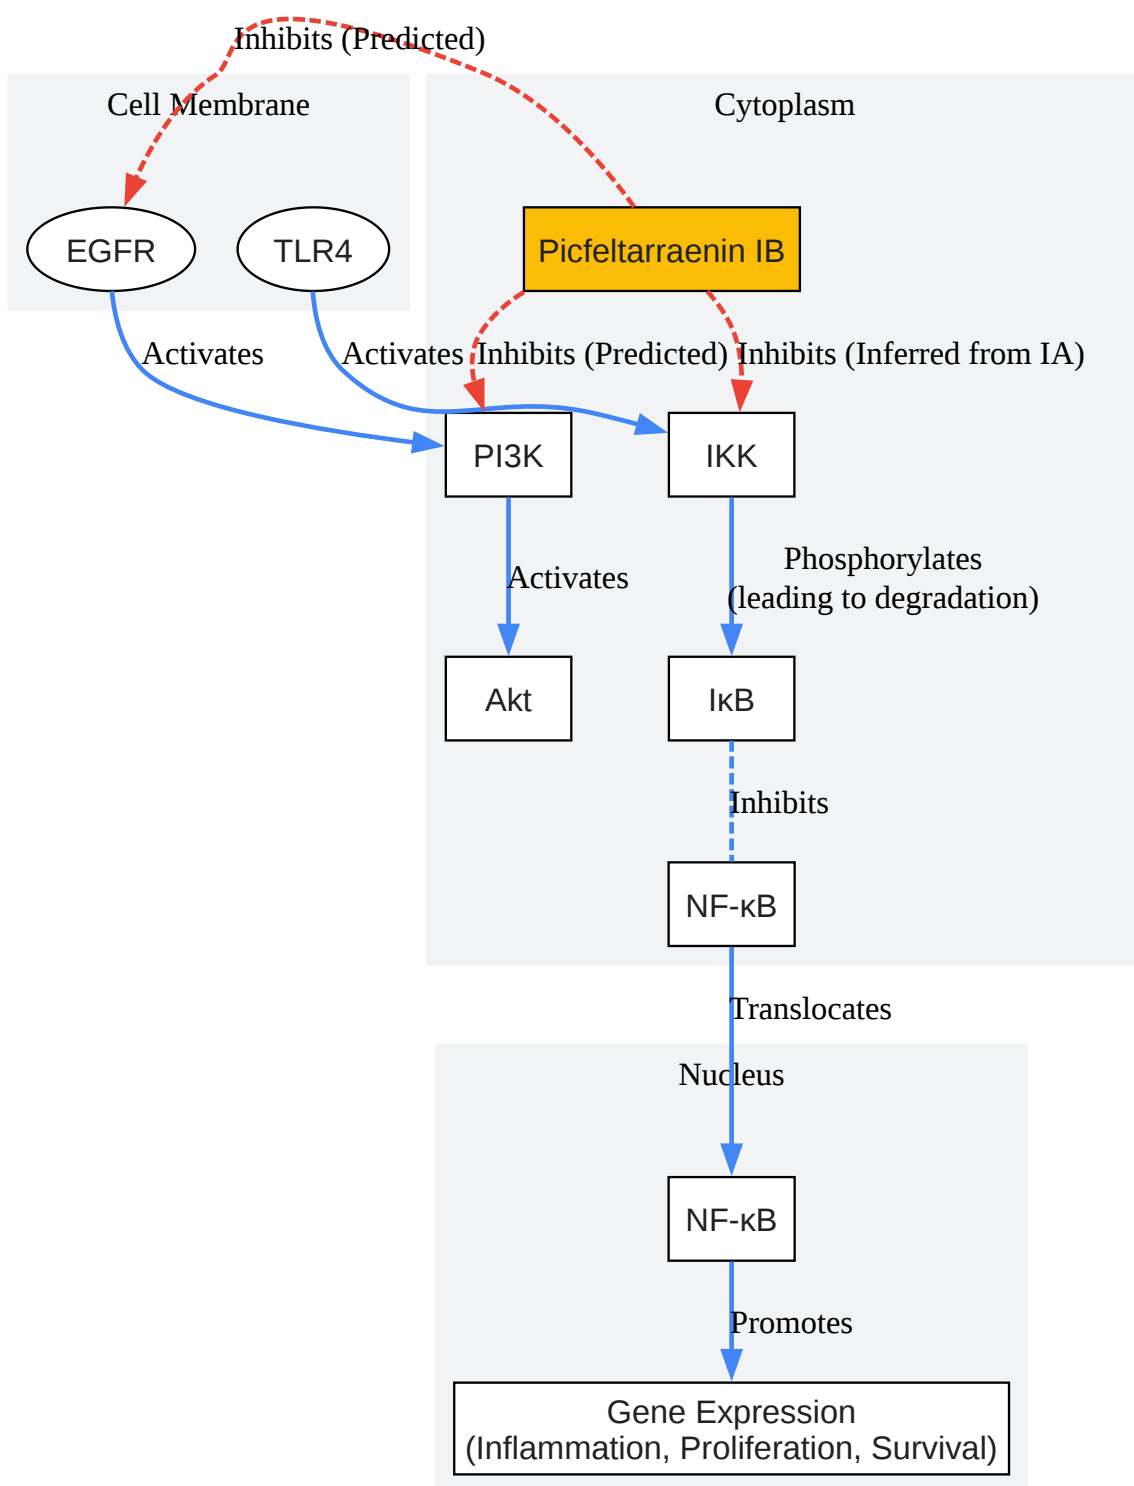 Inhibits (Predicted)
Cell Membrane
Cytoplasm
EGFR
TLR4
Picfeltarraenin IB
Activates
Activates
Inhibits (Predicted)
Inhibits (Inferred from IA)
PI3K
IKK
Activates
Phosphorylates
(leading to degradation)
Akt
IκB
Inhibits
NF-κB
Translocates
Nucleus
NF-κB
Promotes
Gene Expression
(Inflammation, Proliferation, Survival)